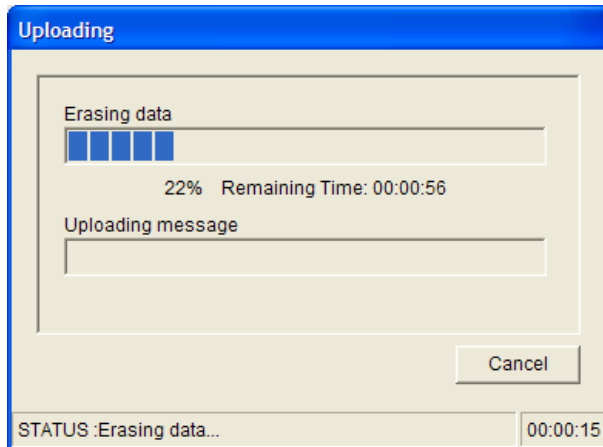 Uploading
Erasing data
22% Remaining Time: 00:00:56
Uploading message
Cancel
STATUS :Erasing data... 00:00:15